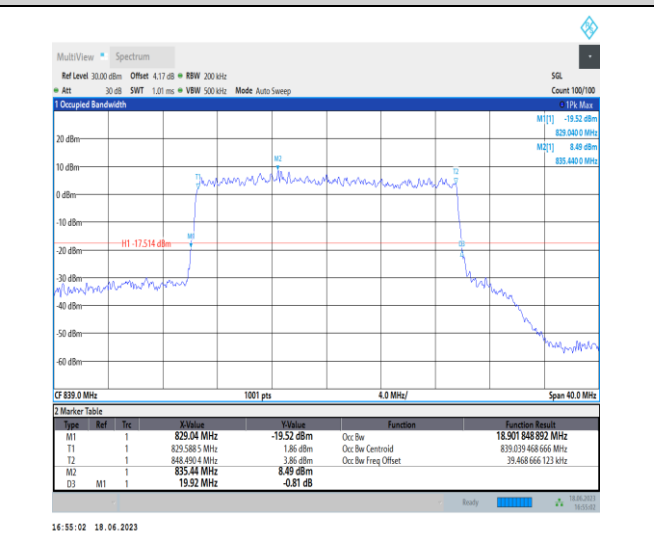 MultiView Spectrum
Ref Level 30.00 dBm Offset 4.17 dB RBW 200 kHz SGL
Att 30 dB SWT 1.01 ms VBW 500 kHz Mode Auto Sweep Count 100/100
1 Occupied Bandwidth 1Pk Max
M1[1] -19.52 dBm
829.040 0 MHz
M2[1] 8.49 dBm
835.440 0 MHz
20 dBm
M2
10 dBm
T1 T2
0 dBm
-10 dBm
M1
H1 -17.514 dBm
D3
-20 dBm
-30 dBm
-40 dBm
-50 dBm
-60 dBm
CF 839.0 MHz 1001 pts 4.0 MHz/ Span 40.0 MHz
2 Marker Table
Type Ref Trc X-Value Y-Value Function Function Result
M1 1 829.04 MHz -19.52 dBm Occ Bw 18.901 848 892 MHz
T1 1 829.588 5 MHz 1.86 dBm Occ Bw Centroid 839.039 468 666 MHz
T2 1 848.490 4 MHz 3.86 dBm Occ Bw Freq Offset 39.468 666 123 kHz
M2 1 835.44 MHz 8.49 dBm
D3 M1 1 19.92 MHz -0.81 dB
Ready 18.06.2023
16:55:02
16:55:02 18.06.2023